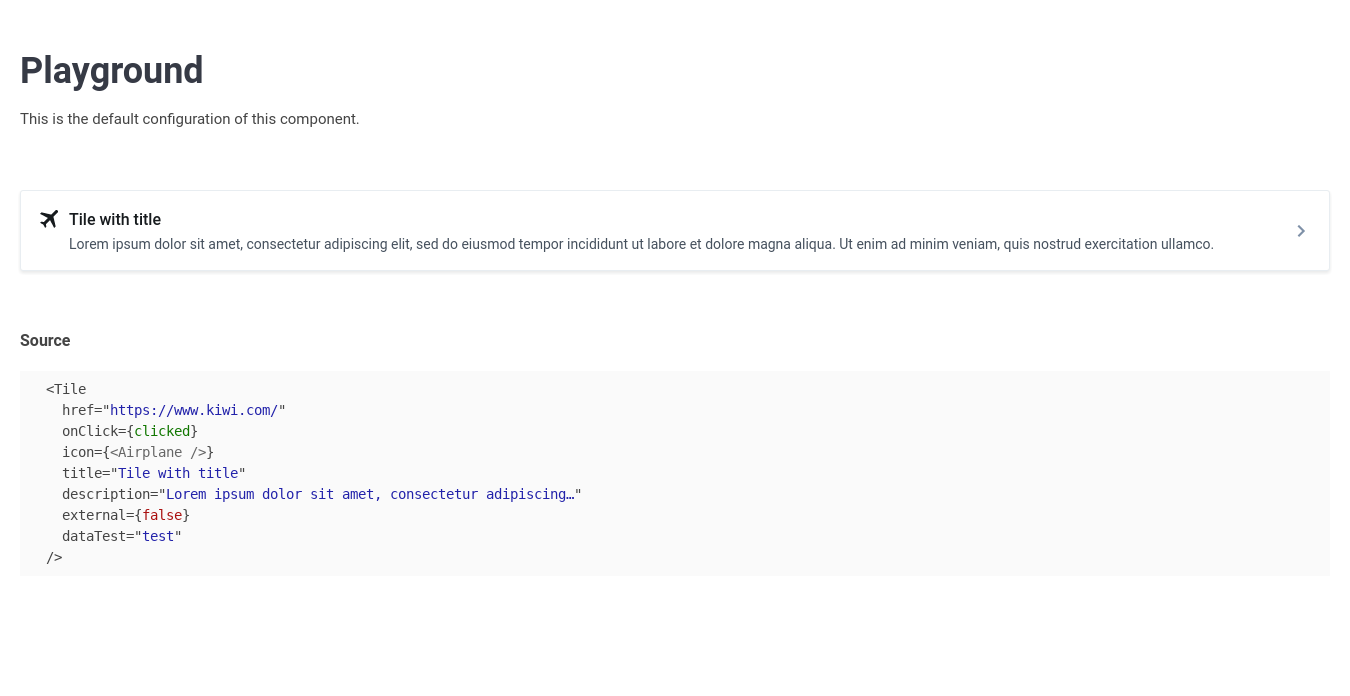 Playground
This is the default configuration of this component.
Tile with title
Lorem ipsum dolor sit amet, consectetur adipiscing elit, sed do eiusmod tempor incididunt ut labore et dolore magna aliqua. Ut enim ad minim veniam, quis nostrud exercitation ullamco.
Source
<Tile
  href="https://www.kiwi.com/"
  onClick={clicked}
  icon={<Airplane />}
  title="Tile with title"
  description="Lorem ipsum dolor sit amet, consectetur adipiscing…"
  external={false}
  dataTest="test"
/>